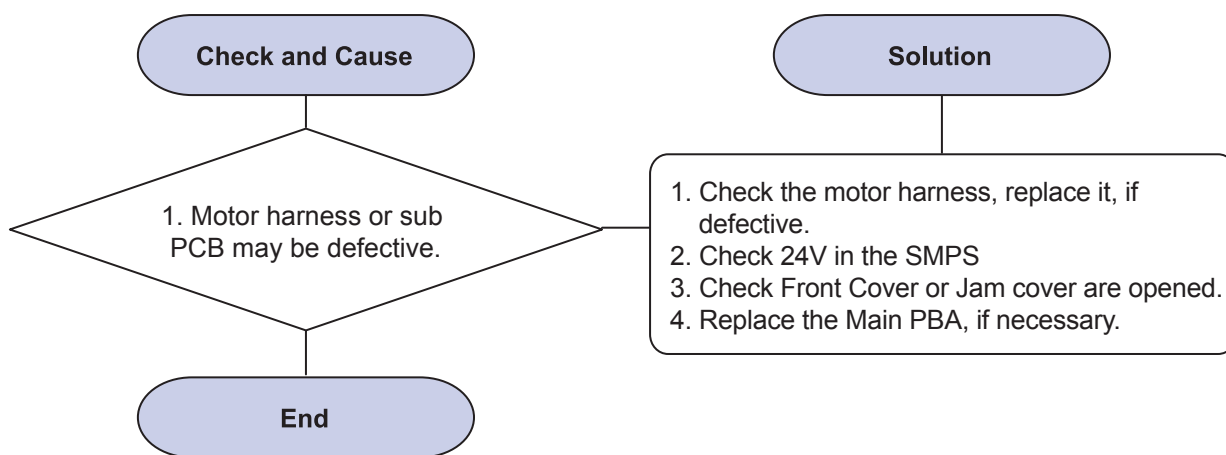 Check and Cause
Solution
1. Motor harness or sub
PCB may be defective.
1. Check the motor harness, replace it, if
defective.
2. Check 24V in the SMPS
3. Check Front Cover or Jam cover are opened.
4. Replace the Main PBA, if necessary.
End